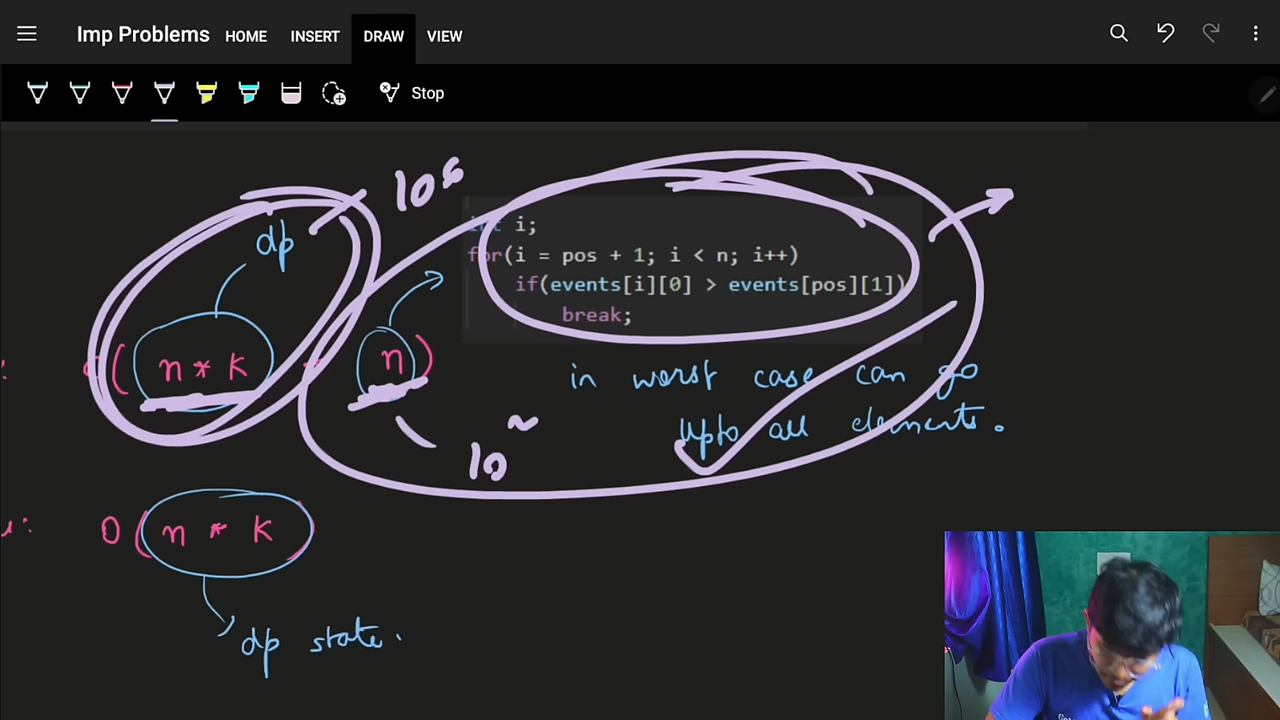 Imp Problems HOME INSERT DRAW VIEW
Stop
10⁶
dp
int i;
for(i = pos + 1; i < n; i++)
if(events[i][0] > events[pos][1])
break;
( n * k n )
in worst case can go
upto all elements.
10
O ( n * k )
dp state.